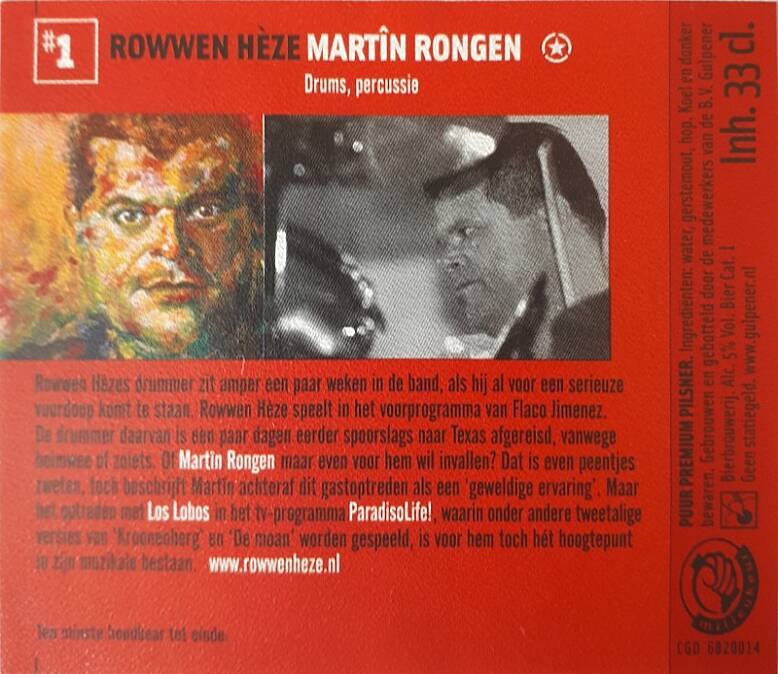 #1 ROWWEN HÈZE MARTÎN RONGEN
Drums, percussie
Rowwen Hèzes drummer zit amper een paar weken in de band, als hij al voor een serieuze
vuurdoop komt te staan. Rowwen Hèze speelt in het voorprogramma van Flaco Jimenez.
De drummer daarvan is een paar dagen eerder spoorslags naar Texas afgereisd, vanwege
heimwee of zoiets. Of Martîn Rongen maar even voor hem wil invallen? Dat is even peentjes
zweten, toch beschrijft Martîn achteraf dit gastoptreden als een 'geweldige ervaring'. Maar
het optreden met Los Lobos in het tv-programma ParadisoLife!, waarin onder andere tweetalige
versies van 'Kroonenberg' en 'De moan' worden gespeeld, is voor hem toch hét hoogtepunt
in zijn muzikale bestaan. www.rowwenheze.nl
Ten minste houdbaar tot einde:
PUUR PREMIUM PILSNER. Ingrediënten: water, gerstemout, hop. Koel en donker
bewaren. Gebrouwen en gebotteld door de medewerkers van de B.V. Gulpener
Bierbrouwerij. Alc. 5% Vol. Bier Cat. I
Geen statiegeld. www.gulpener.nl
Inh. 33 cl.
milieukeur
CGD 6820014